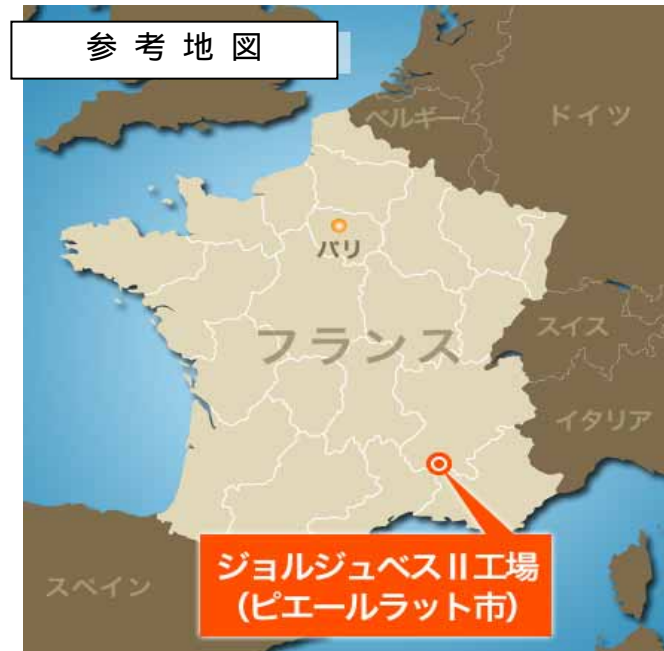 参考地図
ベルギー
ドイツ
パリ
フランス
スイス
イタリア
スペイン
ジョルジュベスⅡ工場
（ピエールラット市）